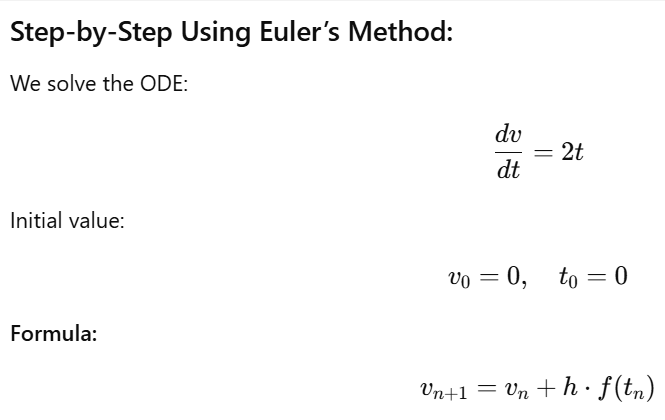 Step-by-Step Using Euler’s Method:
We solve the ODE:
dv/dt = 2t
Initial value:
v₀ = 0,  t₀ = 0
Formula:
vₙ₊₁ = vₙ + h · f(tₙ)